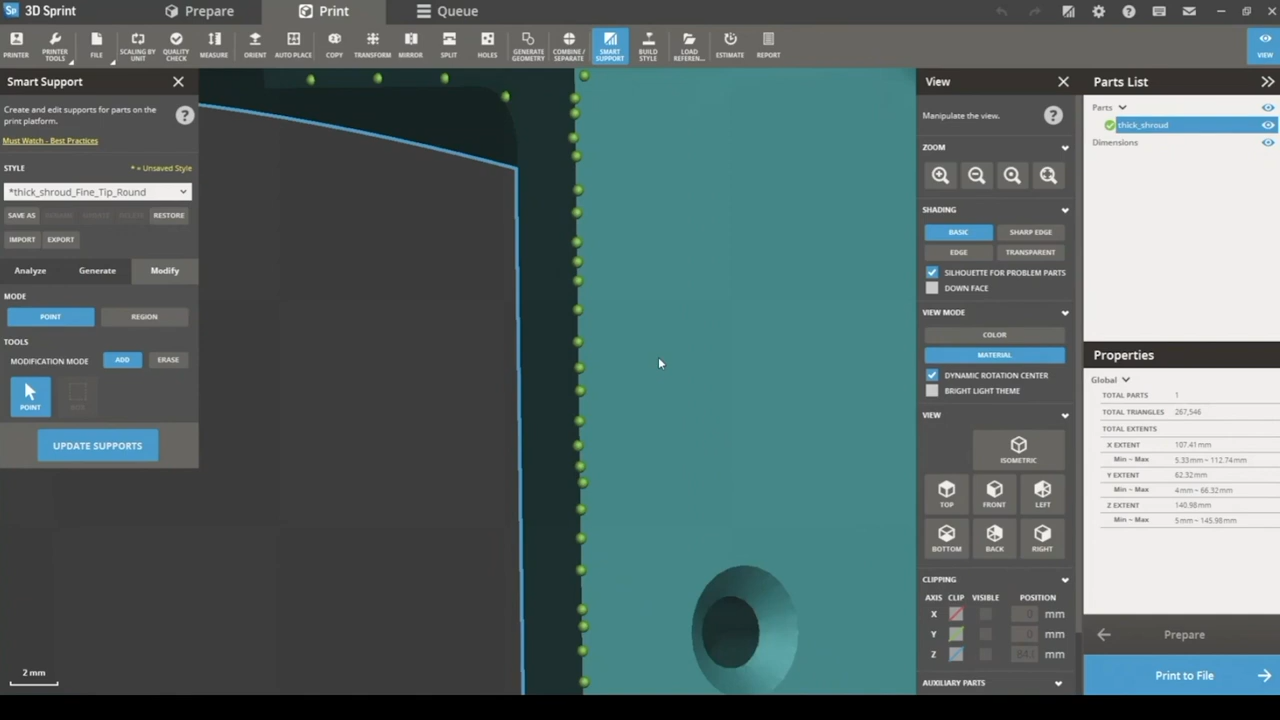 Sp 3D Sprint
Prepare
Print
Queue
PRINTER
PRINTER TOOLS
FILE
SCALING BY UNIT
QUALITY CHECK
MEASURE
ORIENT
AUTO PLACE
COPY
TRANSFORM
MIRROR
SPLIT
HOLES
GENERATE GEOMETRY
COMBINE / SEPARATE
SMART SUPPORT
BUILD STYLE
LOAD REFEREN...
ESTIMATE
REPORT
VIEW
Smart Support
Create and edit supports for parts on the
print platform.
?
Must Watch - Best Practices
STYLE
* = Unsaved Style
*thick_shroud_Fine_Tip_Round
SAVE AS
RESTORE
IMPORT
EXPORT
Analyze
Generate
Modify
MODE
POINT
REGION
TOOLS
MODIFICATION MODE
ADD
ERASE
POINT
UPDATE SUPPORTS
2 mm
View
Manipulate the view.
?
ZOOM
SHADING
BASIC
SHARP EDGE
EDGE
TRANSPARENT
SILHOUETTE FOR PROBLEM PARTS
DOWN FACE
VIEW MODE
COLOR
MATERIAL
DYNAMIC ROTATION CENTER
BRIGHT LIGHT THEME
VIEW
ISOMETRIC
TOP
FRONT
LEFT
BOTTOM
BACK
RIGHT
CLIPPING
AXIS CLIP VISIBLE POSITION
X 0 mm
Y 0 mm
Z mm
AUXILIARY PARTS
Parts List
Parts
thick_shroud
Dimensions
Properties
Global
TOTAL PARTS 1
TOTAL TRIANGLES 267,546
TOTAL EXTENTS
X EXTENT 107.41 mm
Min ~ Max 5.33 mm ~ 112.74 mm
Y EXTENT 62.32 mm
Min ~ Max 4 mm ~ 66.32 mm
Z EXTENT 140.98 mm
Min ~ Max 5 mm ~ 145.98 mm
Prepare
Print to File